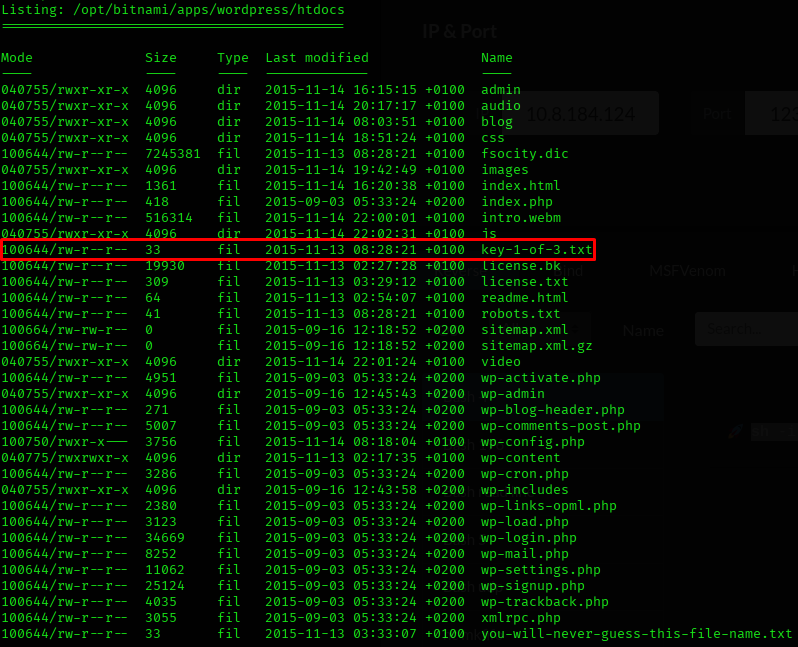 Listing: /opt/bitnami/apps/wordpress/htdocs
IP & Port
Mode Size Type Last modified Name
040755/rwxr-xr-x 4096 dir 2015-11-14 16:15:15 +0100 admin
040755/rwxr-xr-x 4096 dir 2015-11-14 20:17:17 +0100 audio
10.8.184.124 Port 123
040755/rwxr-xr-x 4096 dir 2015-11-14 08:03:51 +0100 blog
040755/rwxr-xr-x 4096 dir 2015-11-14 18:51:24 +0100 css
100644/rw-r--r-- 7245381 fil 2015-11-13 08:28:21 +0100 fsocity.dic
040755/rwxr-xr-x 4096 dir 2015-11-14 19:42:49 +0100 images
100644/rw-r--r-- 1361 fil 2015-11-14 16:20:38 +0100 index.html
100644/rw-r--r-- 418 fil 2015-09-03 05:33:24 +0200 index.php
100644/rw-r--r-- 516314 fil 2015-11-14 22:00:01 +0100 intro.webm
040755/rwxr-xr-x 4096 dir 2015-11-14 22:02:31 +0100 js
100644/rw-r--r-- 33 fil 2015-11-13 08:28:21 +0100 key-1-of-3.txt
100644/rw-r--r-- 19930 fil 2015-11-13 02:27:28 +0100 license.bk
MSFVenom
100644/rw-r--r-- 309 fil 2015-11-13 03:29:12 +0100 license.txt
100644/rw-r--r-- 64 fil 2015-11-13 02:54:07 +0100 readme.html
100644/rw-r--r-- 41 fil 2015-11-13 08:28:21 +0100 robots.txt
100664/rw-rw-r-- 0 fil 2015-09-16 12:18:52 +0200 sitemap.xml
Name Search...
100664/rw-rw-r-- 0 fil 2015-09-16 12:18:52 +0200 sitemap.xml.gz
040755/rwxr-xr-x 4096 dir 2015-11-14 22:01:24 +0100 video
100644/rw-r--r-- 4951 fil 2015-09-03 05:33:24 +0200 wp-activate.php
040755/rwxr-xr-x 4096 dir 2015-09-16 12:45:43 +0200 wp-admin
100644/rw-r--r-- 271 fil 2015-09-03 05:33:24 +0200 wp-blog-header.php
100644/rw-r--r-- 5007 fil 2015-09-03 05:33:24 +0200 wp-comments-post.php
100750/rwxr-x--- 3756 fil 2015-11-14 08:18:04 +0100 wp-config.php
040775/rwxrwxr-x 4096 dir 2015-11-13 02:17:35 +0100 wp-content
100644/rw-r--r-- 3286 fil 2015-09-03 05:33:24 +0200 wp-cron.php
040755/rwxr-xr-x 4096 dir 2015-09-16 12:43:58 +0200 wp-includes
100644/rw-r--r-- 2380 fil 2015-09-03 05:33:24 +0200 wp-links-opml.php
100644/rw-r--r-- 3123 fil 2015-09-03 05:33:24 +0200 wp-load.php
100644/rw-r--r-- 34669 fil 2015-09-03 05:33:24 +0200 wp-login.php
100644/rw-r--r-- 8252 fil 2015-09-03 05:33:24 +0200 wp-mail.php
100644/rw-r--r-- 11062 fil 2015-09-03 05:33:24 +0200 wp-settings.php
100644/rw-r--r-- 25124 fil 2015-09-03 05:33:24 +0200 wp-signup.php
100644/rw-r--r-- 4035 fil 2015-09-03 05:33:24 +0200 wp-trackback.php
100644/rw-r--r-- 3055 fil 2015-09-03 05:33:24 +0200 xmlrpc.php
100644/rw-r--r-- 33 fil 2015-11-13 03:33:07 +0100 you-will-never-guess-this-file-name.txt